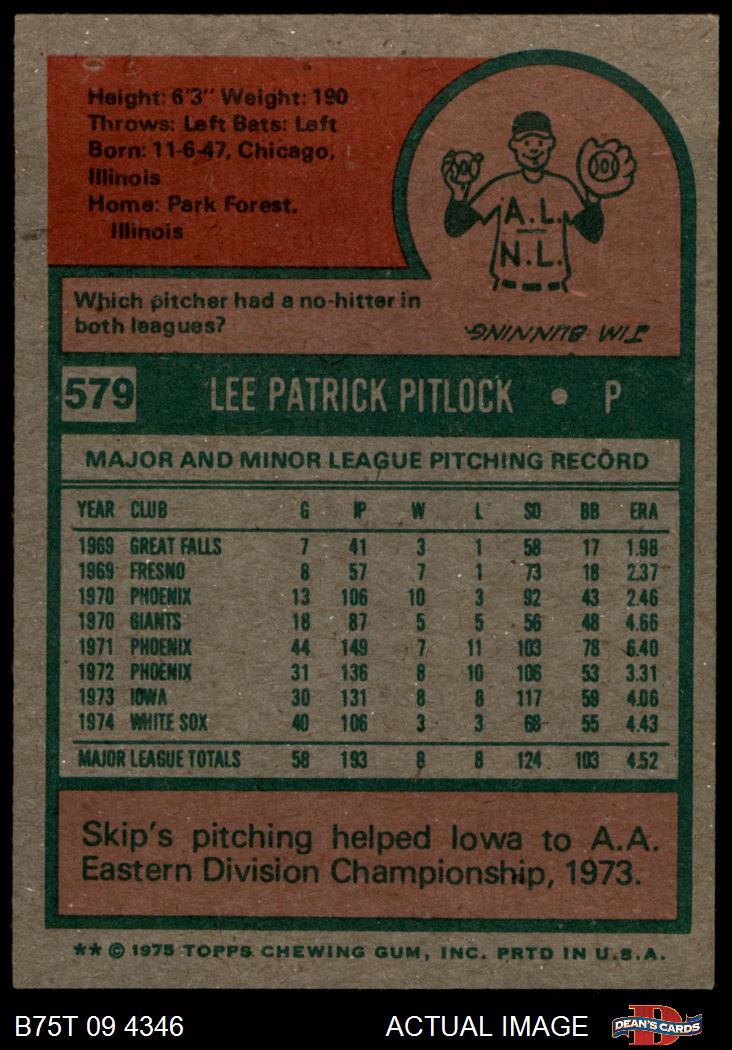 Height: 6'3" Weight: 190
Throws: Left Bats: Left
Born: 11-6-47, Chicago,
Illinois
Home: Park Forest,
Illinois
A.L.
N.L.
Which pitcher had a no-hitter in
both leagues?
JIM BUNNING
579 LEE PATRICK PITLOCK • P
MAJOR AND MINOR LEAGUE PITCHING RECORD
YEAR CLUB G IP W L SO BB ERA
1969 GREAT FALLS 7 41 3 1 58 17 1.98
1969 FRESNO 8 57 7 1 73 18 2.37
1970 PHOENIX 13 106 10 3 92 43 2.46
1970 GIANTS 18 87 5 5 56 48 4.66
1971 PHOENIX 44 149 7 11 103 78 6.40
1972 PHOENIX 31 136 8 10 106 53 3.31
1973 IOWA 30 131 8 8 117 59 4.06
1974 WHITE SOX 40 106 3 3 68 55 4.43
MAJOR LEAGUE TOTALS 58 193 8 8 124 103 4.52
Skip's pitching helped Iowa to A.A.
Eastern Division Championship, 1973.
** © 1975 TOPPS CHEWING GUM, INC. PRTD IN U.S.A.
B75T 09 4346 ACTUAL IMAGE D DEAN'S CARDS